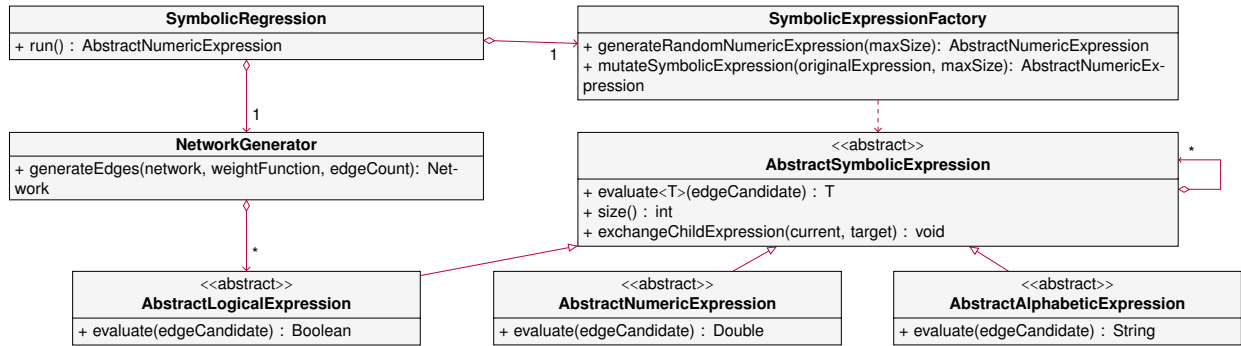 SymbolicRegression
+ run() : AbstractNumericExpression
SymbolicExpressionFactory
+ generateRandomNumericExpression(maxSize): AbstractNumericExpression
+ mutateSymbolicExpression(originalExpression, maxSize): AbstractNumericEx-
pression
1
1
NetworkGenerator
+ generateEdges(network, weightFunction, edgeCount): Net-
work
<<abstract>>
AbstractSymbolicExpression
+ evaluate<T>(edgeCandidate) : T
+ size() : int
+ exchangeChildExpression(current, target) : void
*
*
<<abstract>>
AbstractLogicalExpression
+ evaluate(edgeCandidate) : Boolean
<<abstract>>
AbstractNumericExpression
+ evaluate(edgeCandidate) : Double
<<abstract>>
AbstractAlphabeticExpression
+ evaluate(edgeCandidate) : String